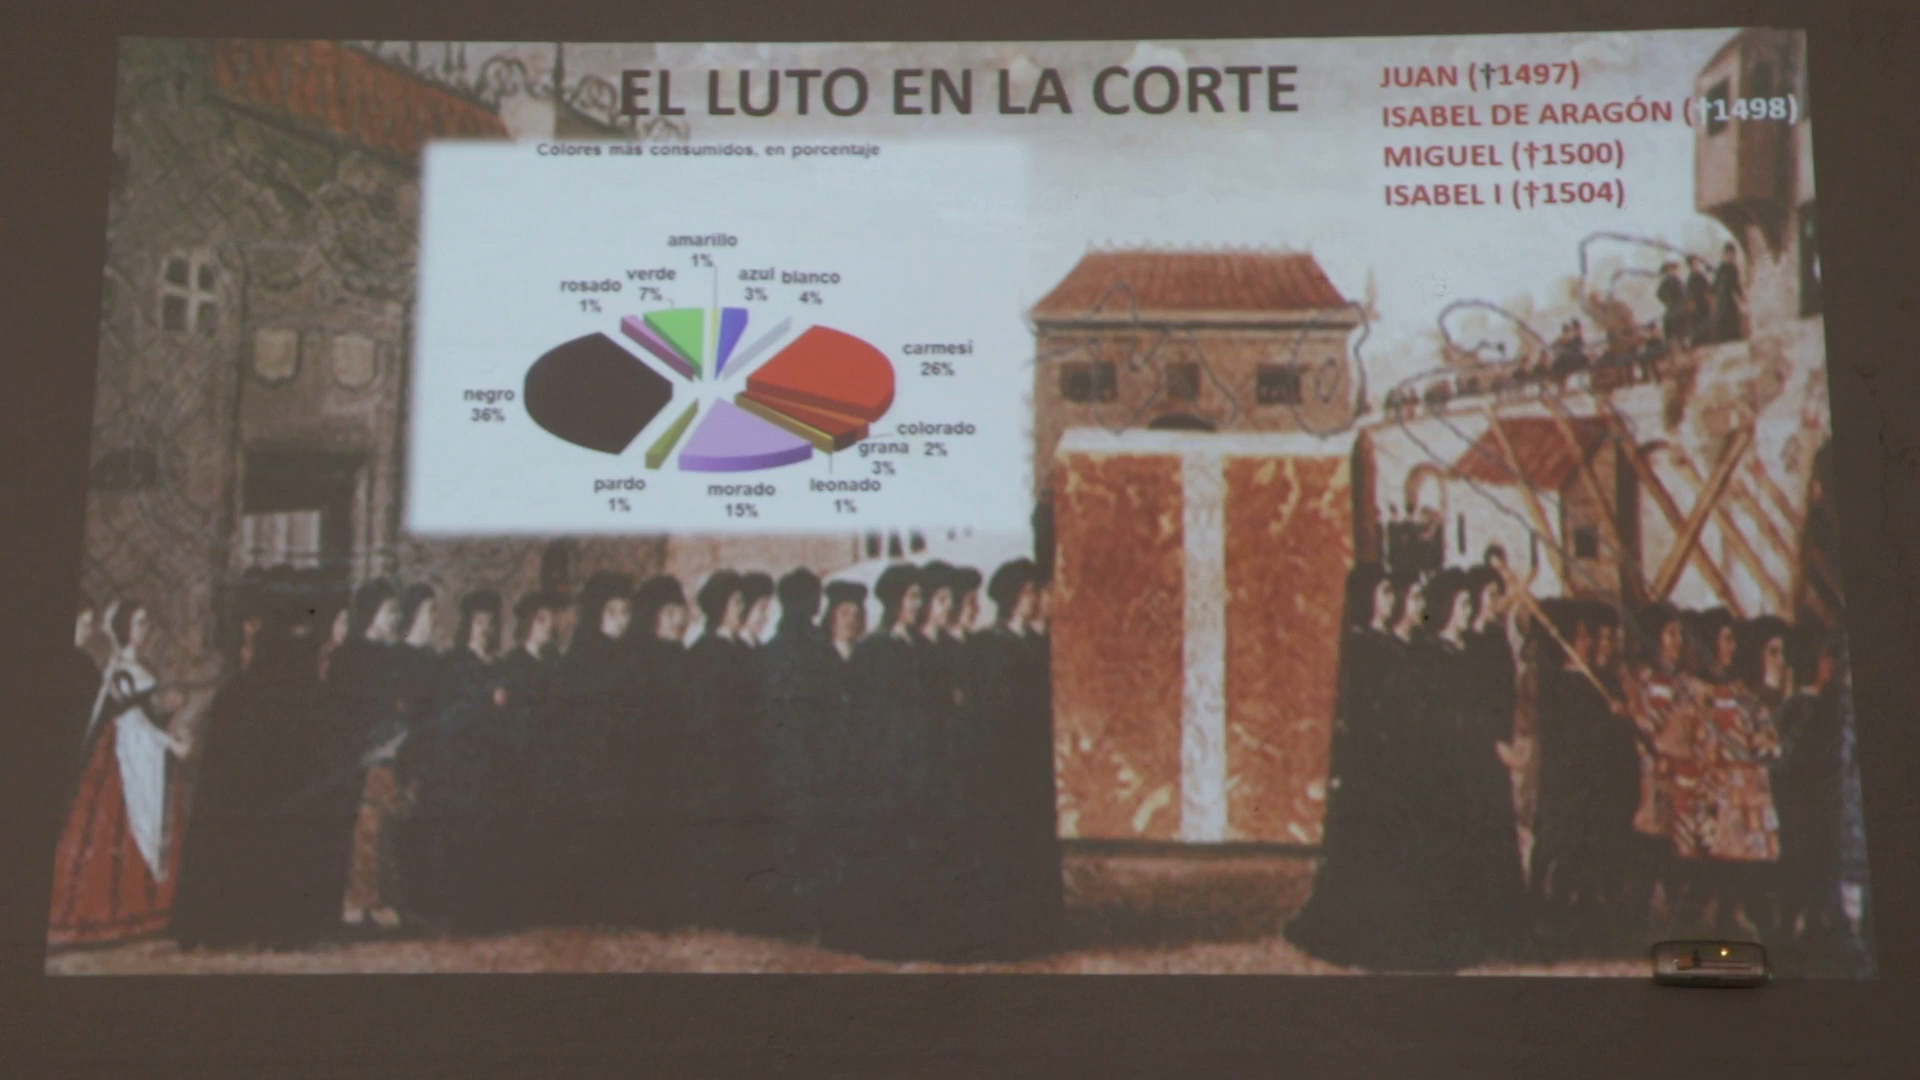 EL LUTO EN LA CORTE
JUAN (†1497)
ISABEL DE ARAGÓN (†1498)
MIGUEL (†1500)
ISABEL I (†1504)
Colores más consumidos, en porcentaje
amarillo
1%
verde
7%
rosado
1%
azul
3%
blanco
4%
carmesí
26%
colorado
2%
grana
3%
leonado
1%
morado
15%
pardo
1%
negro
36%